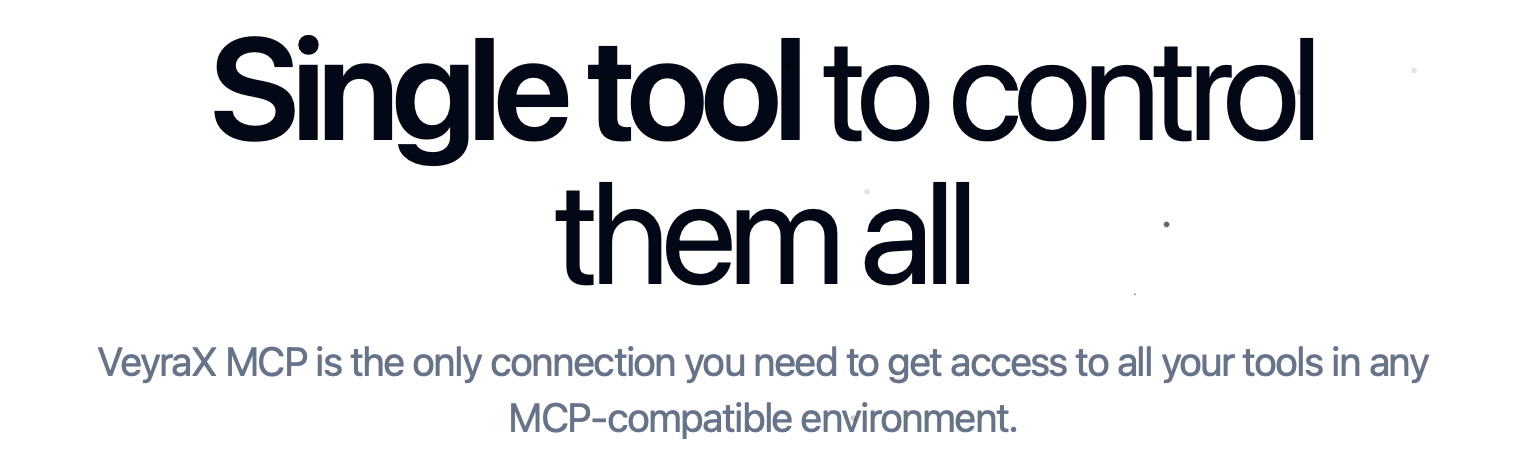 Single tool to control
them all
VeyraX MCP is the only connection you need to get access to all your tools in any
MCP-compatible environment.